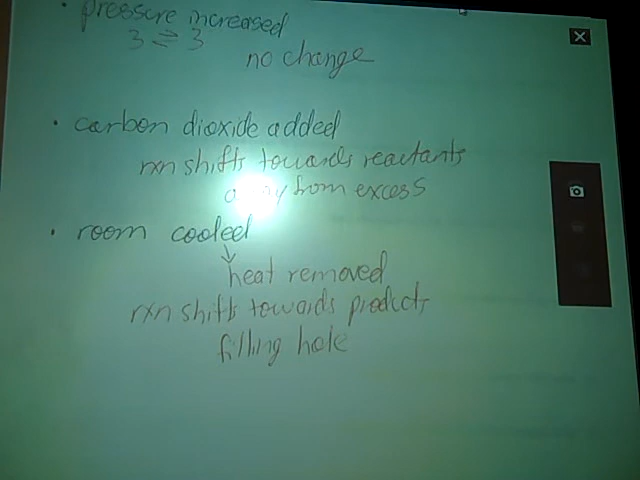 • pressure increased
3 ⇌ 3
no change
• carbon dioxide added
rxn shifts towards reactants
away from excess
• room cooled
↓
heat removed
rxn shifts towards products
filling hole